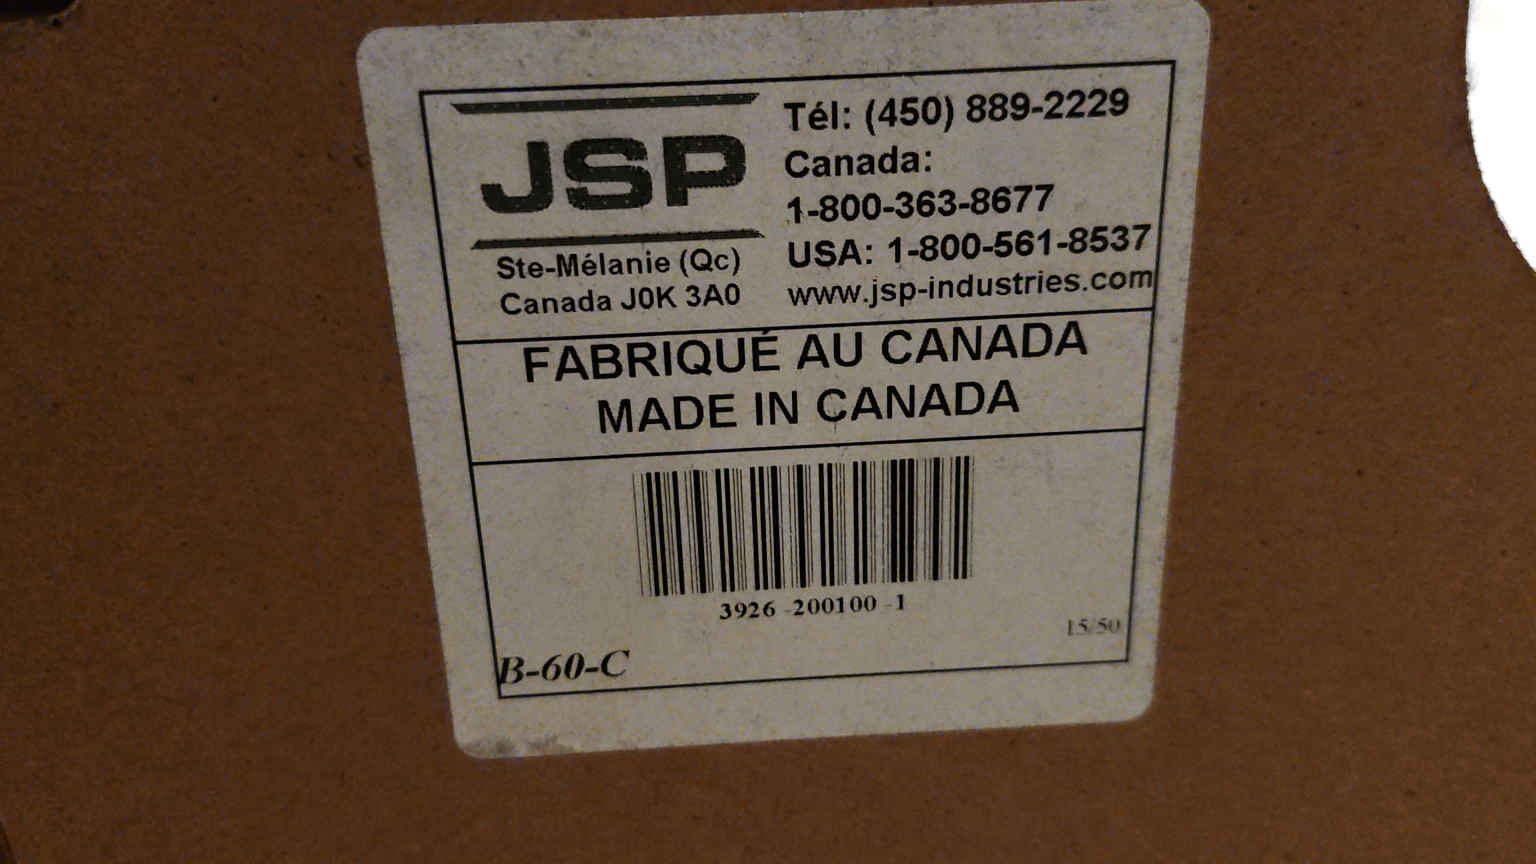 JSP
Ste-Mélanie (Qc)
Canada J0K 3A0
Tél: (450) 889-2229
Canada:
1-800-363-8677
USA: 1-800-561-8537
www.jsp-industries.com
FABRIQUÉ AU CANADA
MADE IN CANADA
3926 -200100 -1
15/50
B-60-C